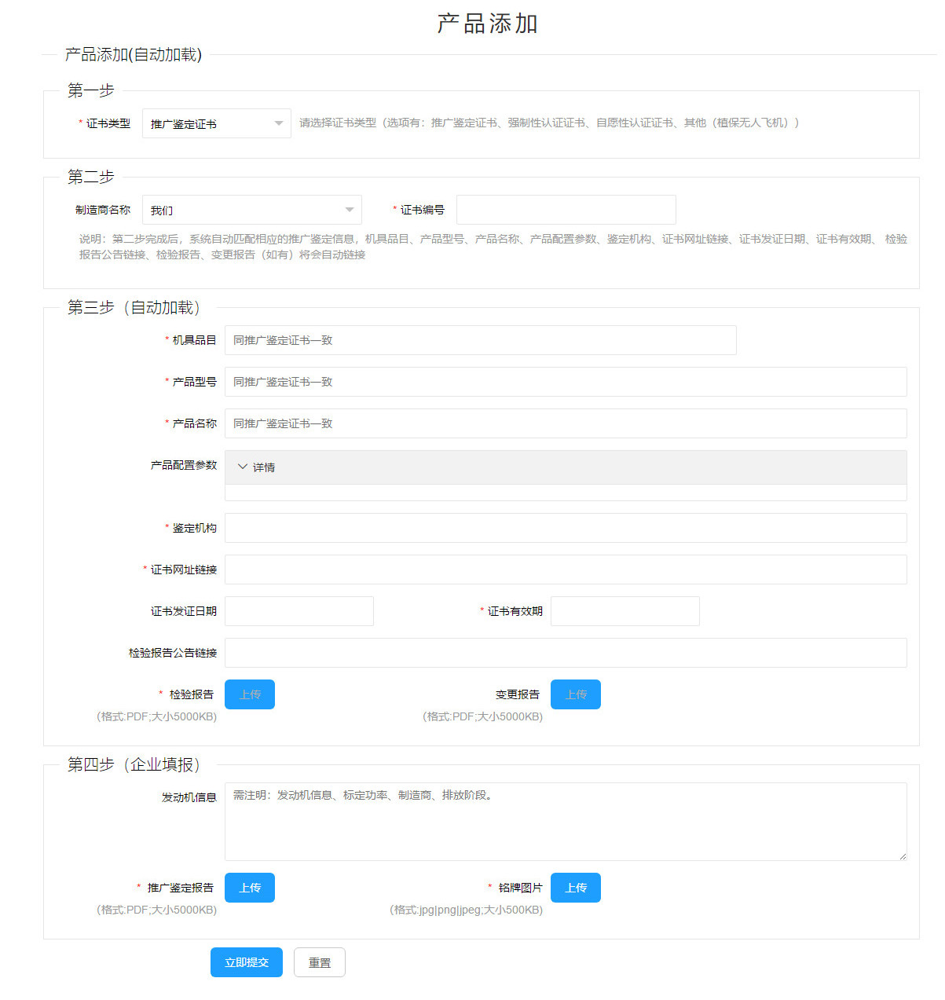 产品添加
产品添加(自动加载)
第一步
* 证书类型 推广鉴定证书 请选择证书类型（选项有：推广鉴定证书、强制性认证证书、自愿性认证证书、其他（植保无人飞机））
第二步
制造商名称 我们 * 证书编号
说明：第二步完成后，系统自动匹配相应的推广鉴定信息，机具品目、产品型号、产品名称、产品配置参数、鉴定机构、证书网址链接、证书发证日期、证书有效期、 检验
报告公告链接、检验报告、变更报告（如有）将会自动链接
第三步（自动加载）
* 机具品目 同推广鉴定证书一致
* 产品型号 同推广鉴定证书一致
* 产品名称 同推广鉴定证书一致
产品配置参数 详情
* 鉴定机构
* 证书网址链接
证书发证日期 * 证书有效期
检验报告公告链接
* 检验报告 上传 变更报告 上传
(格式:PDF;大小5000KB) (格式:PDF;大小5000KB)
第四步（企业填报）
发动机信息 需注明：发动机信息、标定功率、制造商、排放阶段。
* 推广鉴定报告 上传 * 铭牌图片 上传
(格式:PDF;大小5000KB) (格式:jpg|png|jpeg;大小500KB)
立即提交 重置